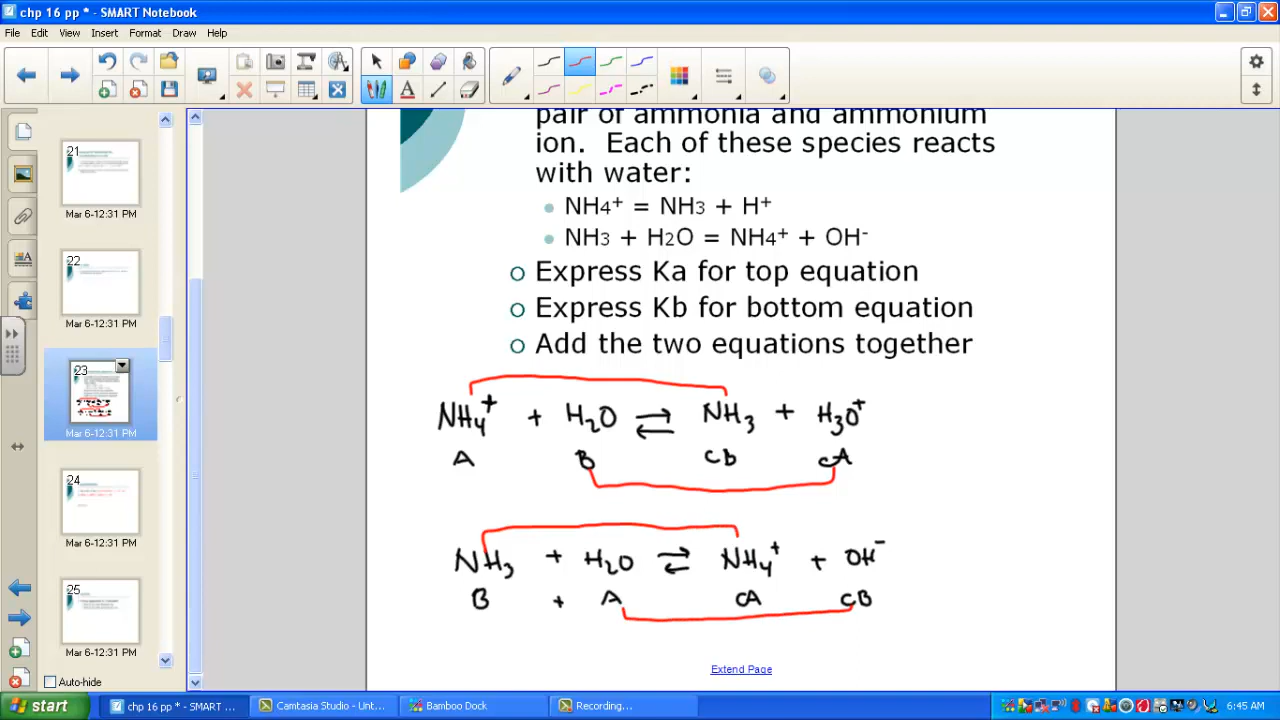 chp 16 pp * - SMART Notebook
File Edit View Insert Format Draw Help
21
Mar 6-12:31 PM
22
Mar 6-12:31 PM
23
Mar 6-12:31 PM
24
Mar 6-12:31 PM
25
Mar 6-12:31 PM
Auto-hide
pair of ammonia and ammonium
ion. Each of these species reacts
with water:
NH4+ = NH3 + H+
NH3 + H2O = NH4+ + OH-
Express Ka for top equation
Express Kb for bottom equation
Add the two equations together
NH4+ + H2O ⇌ NH3 + H3O+
A B Cb CA
NH3 + H2O ⇌ NH4+ + OH-
B + A CA CB
Extend Page
start chp 16 pp * - SMART ... Camtasia Studio - Unt... Bamboo Dock Recording... 6:45 AM